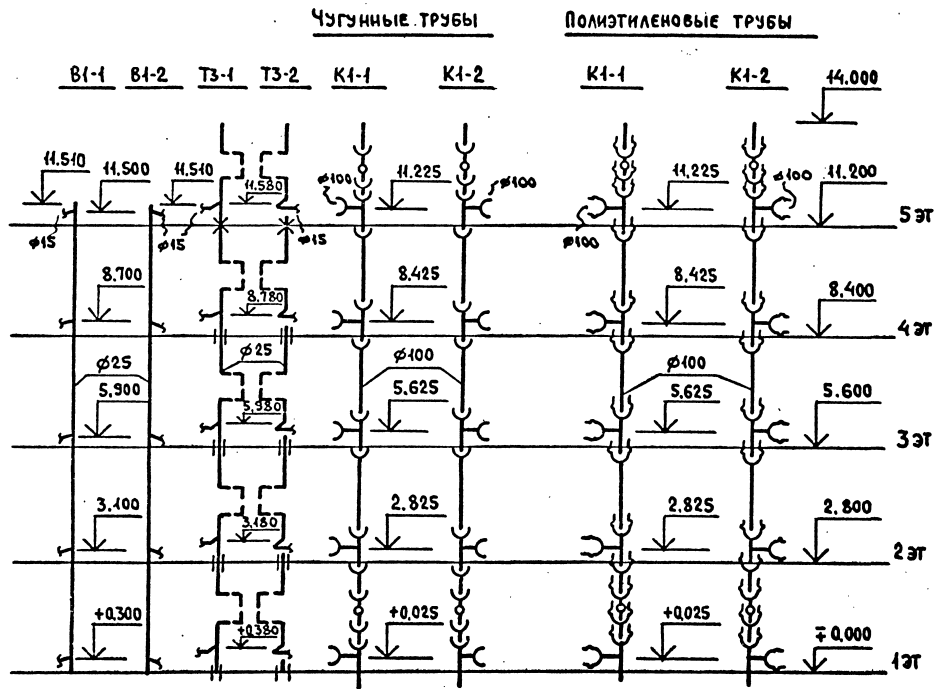 Чугунные трубы Полиэтиленовые трубы
В1-1 В1-2 Т3-1 Т3-2 К1-1 К1-2 К1-1 К1-2 14.000
11.510 11.500 11.510 11.580 ø100 11.225 ø100 11.225 ø100 11.200
ø15 ø15 ø15 ø100 5 эт
8.700 8.780 8.425 8.425 8.400
4 эт
ø25 ø25 ø100 ø100
5.900 5.980 5.625 5.625 5.600
3 эт
3.100 3.180 2.825 2.825 2.800
2 эт
+0.300 +0.380 +0.025 +0.025 ∓0.000
1 эт